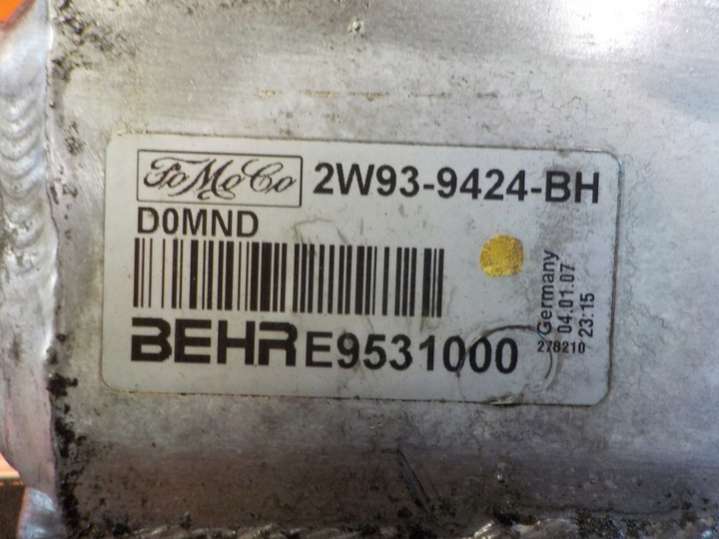 FoMoCo 2W93-9424-BH
D0MND
BEHR E9531000
Germany
04.01.07
23:15
278210